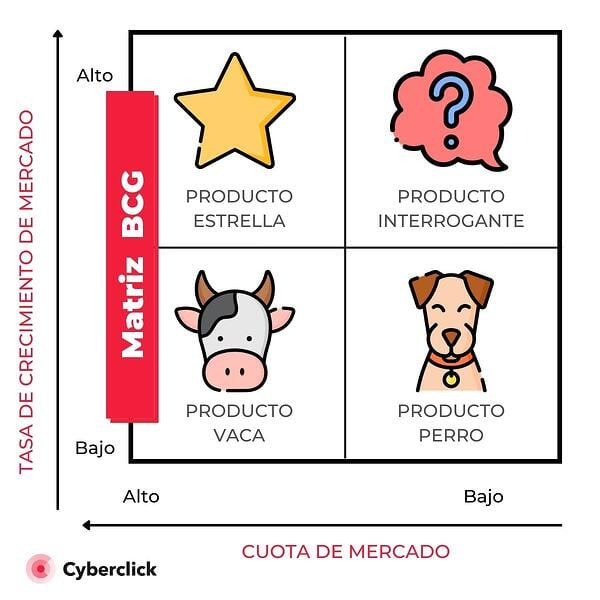 Alto
TASA DE CRECIMIENTO DE MERCADO
Matriz BCG
PRODUCTO
ESTRELLA
?
PRODUCTO
INTERROGANTE
PRODUCTO
VACA
PRODUCTO
PERRO
Bajo
Alto
Bajo
CUOTA DE MERCADO
Cyberclick